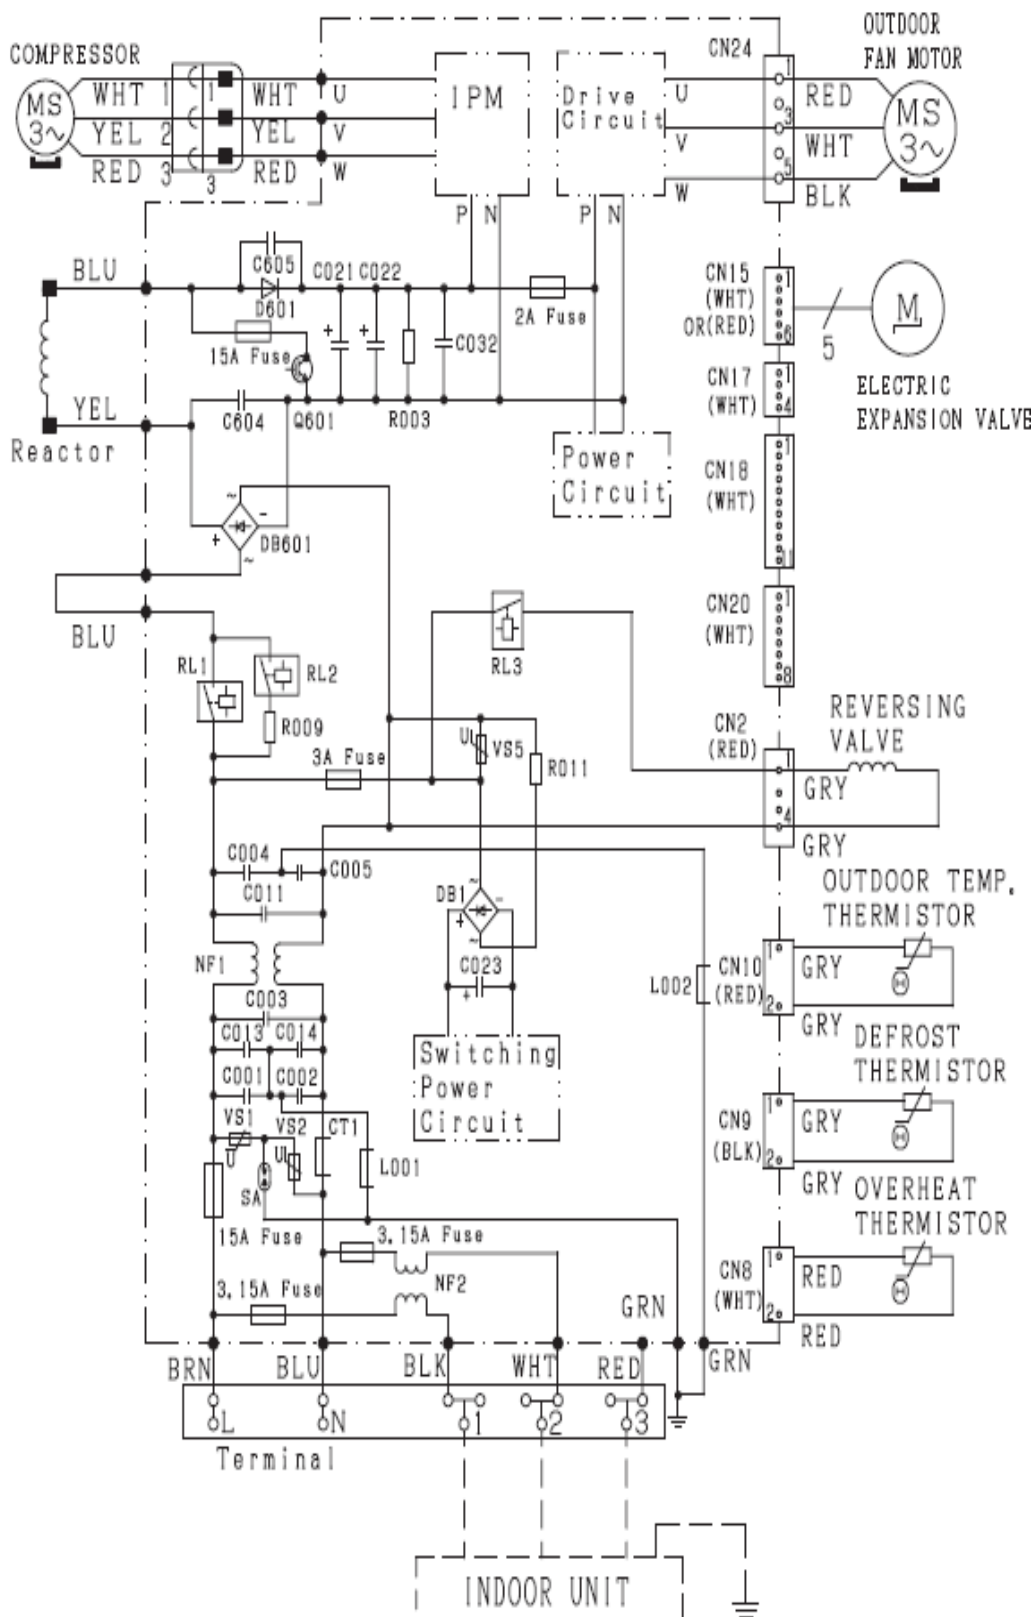 OUTDOOR
FAN MOTOR
COMPRESSOR
CN24
MS
3~
WHT 1 1 WHT U
YEL 2 YEL V
RED 3 3 RED W
IPM
P N
Drive
Circuit
U
V
W
P N
1
3
5
RED
WHT
BLK
MS
3~
BLU
C605
D601
C021 C022
15A Fuse
2A Fuse
C032
YEL
Reactor
C604
Q601
R003
Power
Circuit
CN15
(WHT)
OR(RED)
1
6
5
M
ELECTRIC
EXPANSION VALVE
CN17
(WHT)
1
4
CN18
(WHT)
1
11
~
+ -
~
DB601
BLU
CN20
(WHT)
1
8
RL3
RL1
RL2
R009
3A Fuse
U
VS5
R011
CN2
(RED)
1
4
REVERSING
VALVE
GRY
GRY
C004
C005
C011
NF1
DB1
~
+ -
~
C023
+
Switching
Power
Circuit
L002
OUTDOOR TEMP.
THERMISTOR
CN10
(RED)
1
2
GRY
GRY
Θ
C003
C013 C014
C001 C002
VS1
U
VS2
U
CT1
SA
L001
15A Fuse
DEFROST
THERMISTOR
CN9
(BLK)
1
2
GRY
GRY
Θ
OVERHEAT
THERMISTOR
CN8
(WHT)
1
2
RED
RED
Θ
3.15A Fuse
3.15A Fuse
NF2
GRN
BRN
BLU
BLK
WHT
RED
GRN
L
N
1
2
3
Terminal
INDOOR UNIT